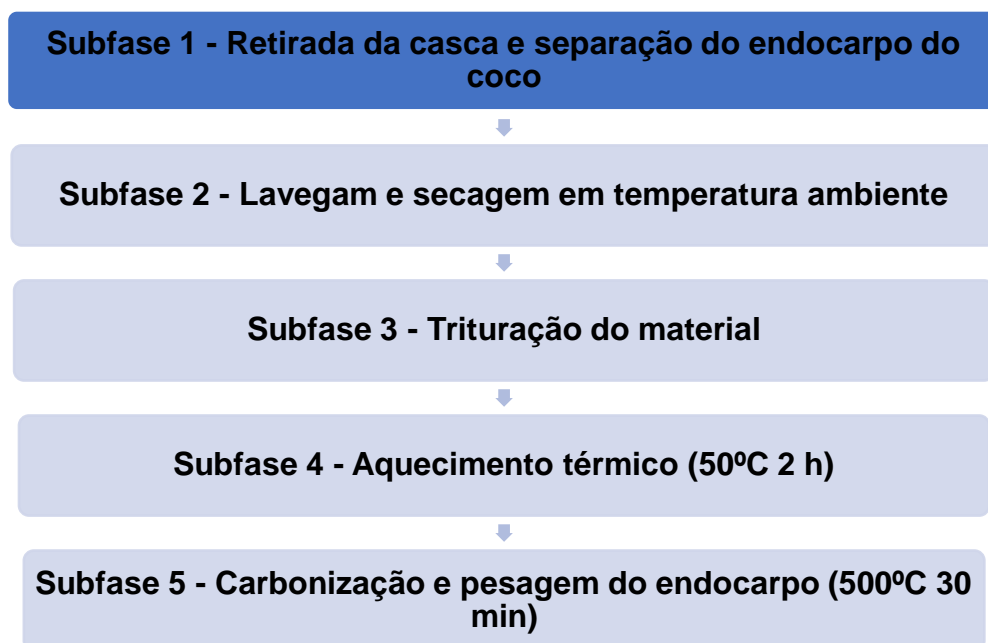 Subfase 1 - Retirada da casca e separação do endocarpo do
coco
Subfase 2 - Lavegam e secagem em temperatura ambiente
Subfase 3 - Trituração do material
Subfase 4 - Aquecimento térmico (50ºC 2 h)
Subfase 5 - Carbonização e pesagem do endocarpo (500ºC 30
min)